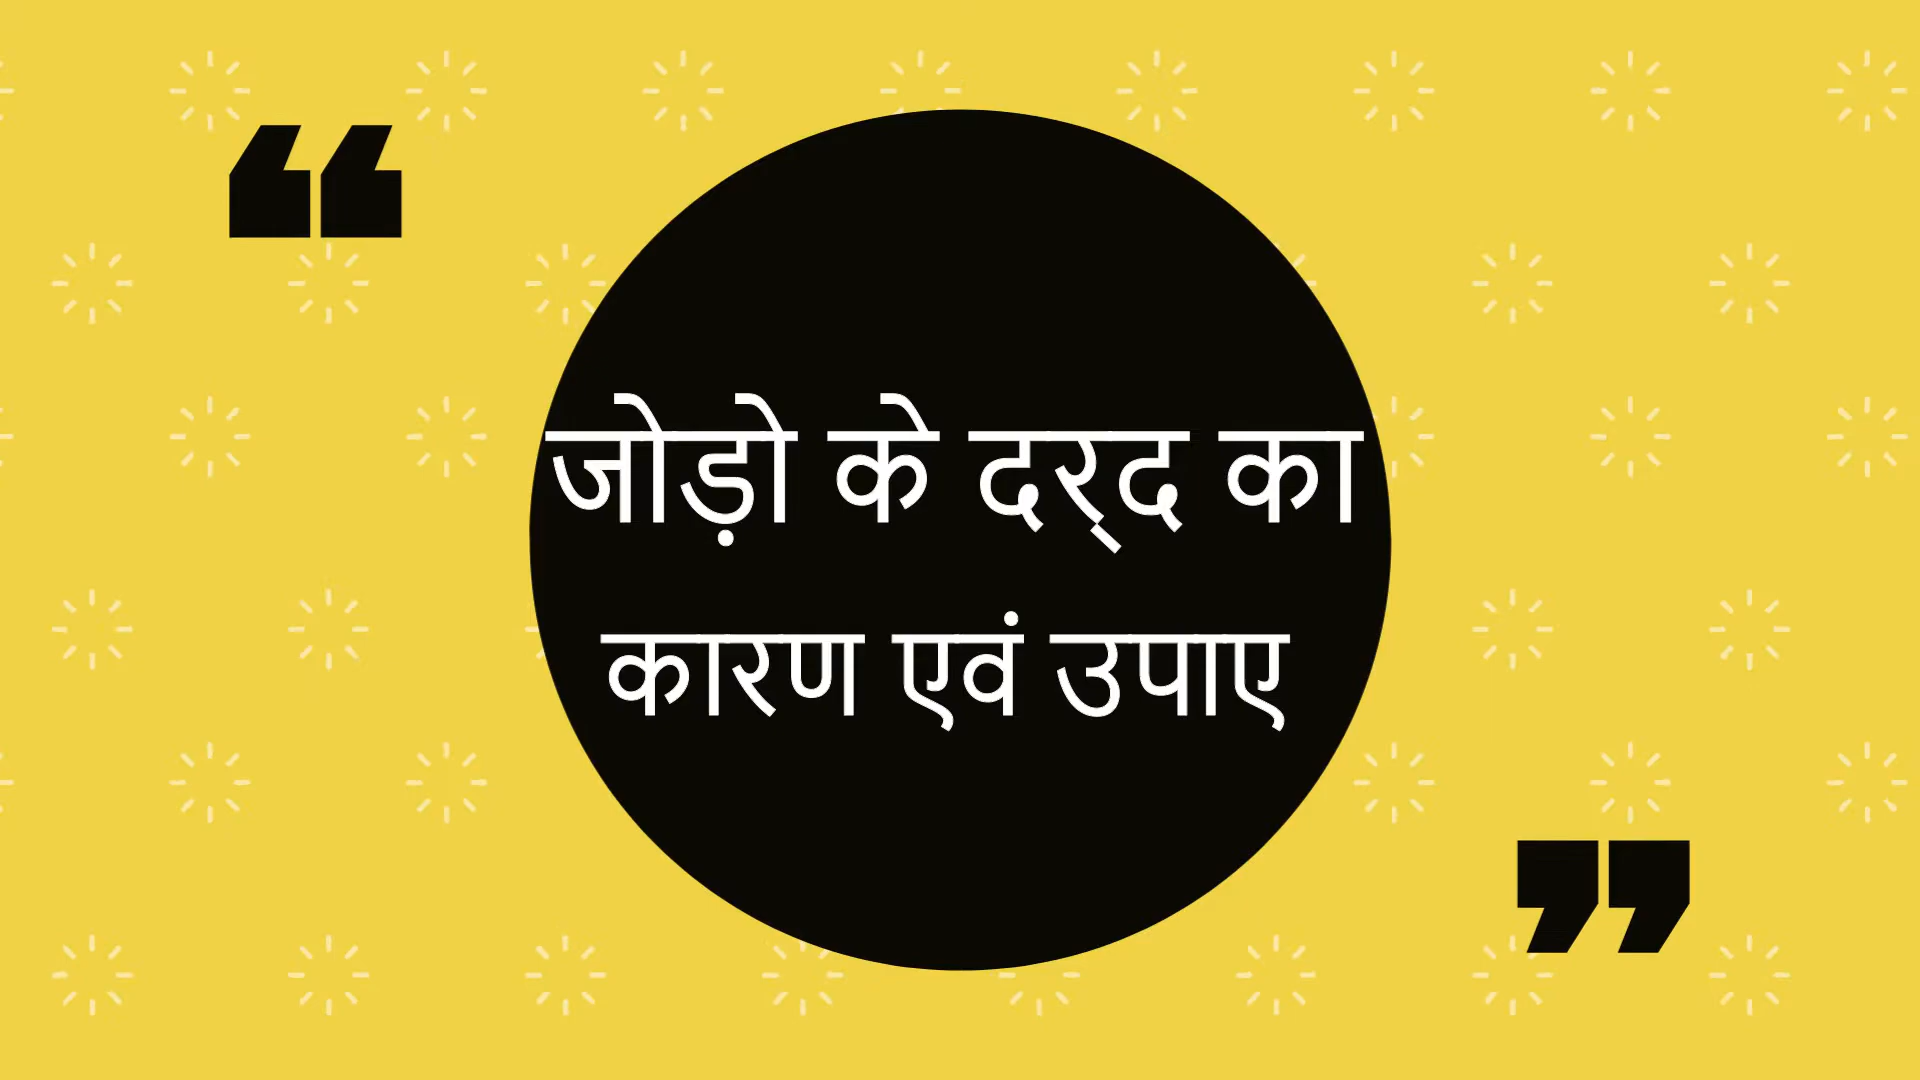 जोड़ो के दर्‌द का
कारण एवं उपाए